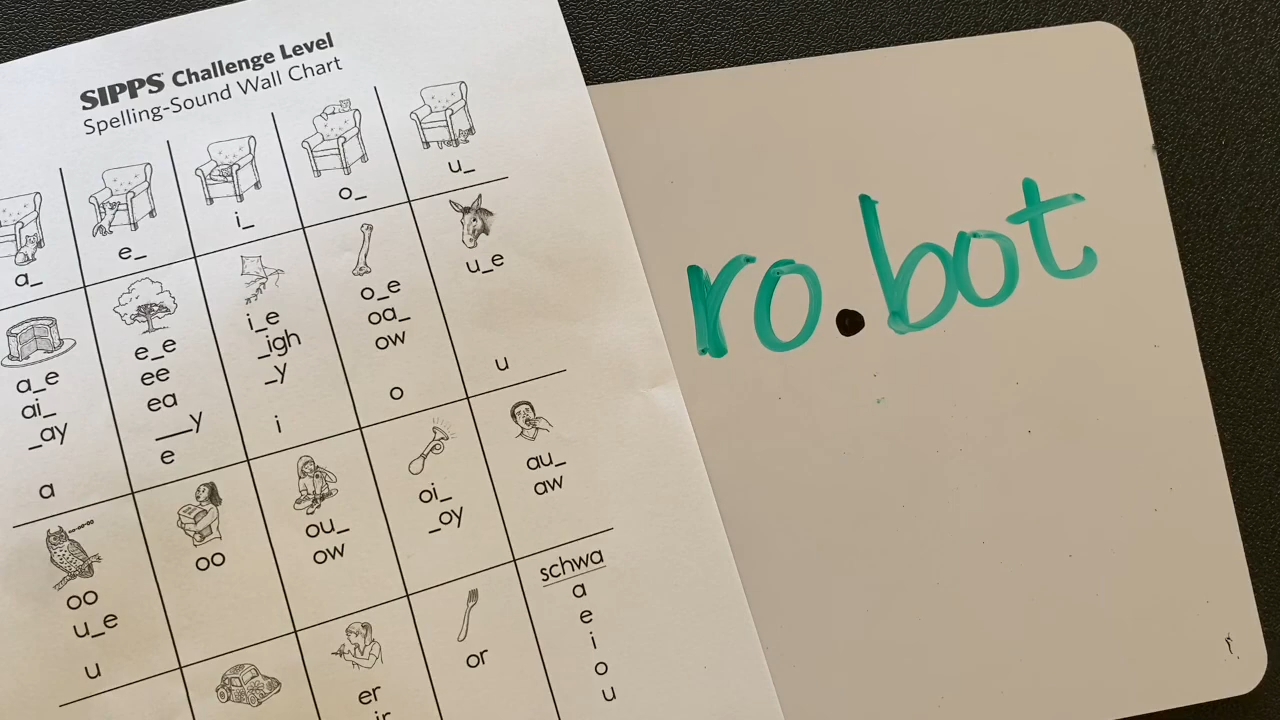 SIPPS Challenge Level
Spelling-Sound Wall Chart
a_
e_
i_
o_
u_
a_e
ai_
_ay
a
e_e
ee
ea
___y
e
i_e
_igh
_y
i
o_e
oa_
ow
o
u_e
u
oo
u_e
u
oo
ou_
ow
oi_
_oy
au_
aw
er
or
schwa
a
e
i
o
u
ro.bot